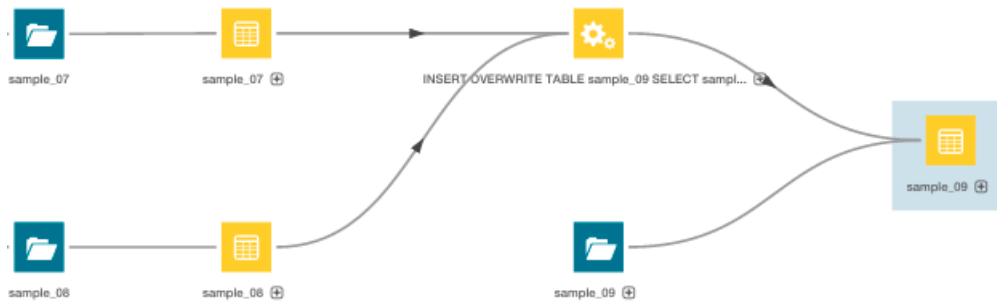 sample_07
sample_07
INSERT OVERWRITE TABLE sample_09 SELECT sampl...
sample_09
sample_08
sample_08
sample_09